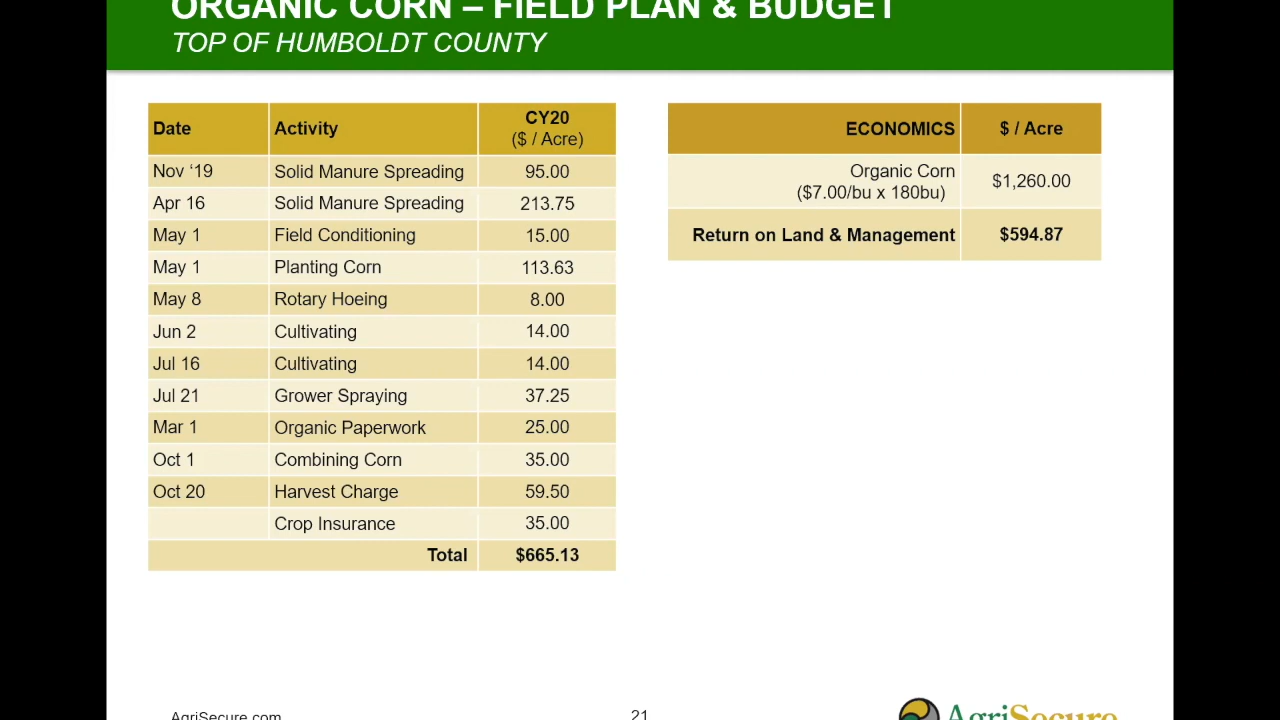 ORGANIC CORN – FIELD PLAN & BUDGET
TOP OF HUMBOLDT COUNTY
Date Activity CY20 ($ / Acre)
Nov ‘19 Solid Manure Spreading 95.00
Apr 16 Solid Manure Spreading 213.75
May 1 Field Conditioning 15.00
May 1 Planting Corn 113.63
May 8 Rotary Hoeing 8.00
Jun 2 Cultivating 14.00
Jul 16 Cultivating 14.00
Jul 21 Grower Spraying 37.25
Mar 1 Organic Paperwork 25.00
Oct 1 Combining Corn 35.00
Oct 20 Harvest Charge 59.50
Crop Insurance 35.00
Total $665.13
ECONOMICS $ / Acre
Organic Corn
($7.00/bu x 180bu) $1,260.00
Return on Land & Management $594.87
AgriSecure.com
21
AgriSecure